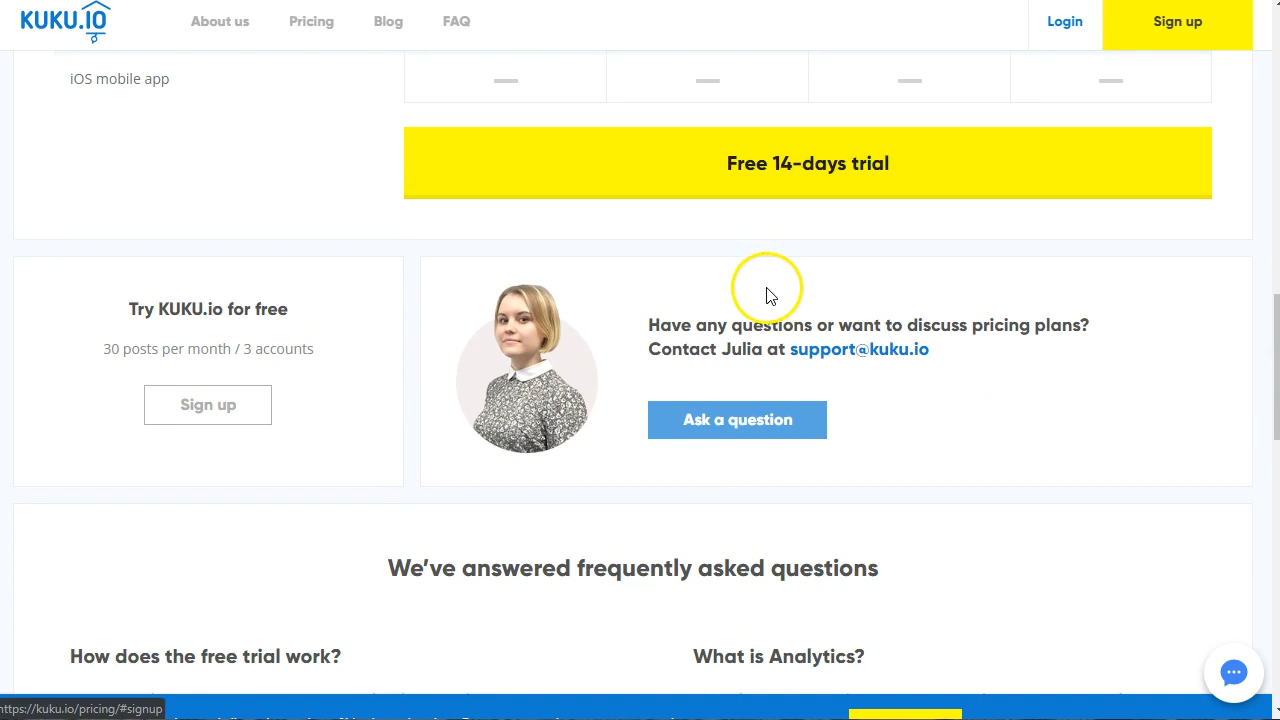 KUKU.IO
About us
Pricing
Blog
FAQ
Login
Sign up
iOS mobile app
Free 14-days trial
Try KUKU.io for free
30 posts per month / 3 accounts
Sign up
Have any questions or want to discuss pricing plans?
Contact Julia at support@kuku.io
Ask a question
We've answered frequently asked questions
How does the free trial work?
What is Analytics?
https://kuku.io/pricing/#signup